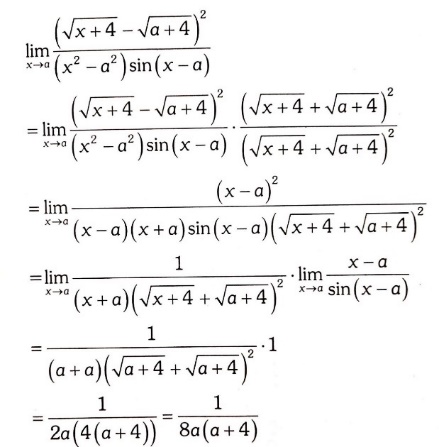 lim_{x→a} (√(x+4) − √(a+4))² / ((x² − a²) sin(x − a))
= lim_{x→a} (√(x+4) − √(a+4))² / ((x² − a²) sin(x − a)) · (√(x+4) + √(a+4))² / (√(x+4) + √(a+4))²
= lim_{x→a} (x − a)² / ((x − a)(x + a) sin(x − a)(√(x+4) + √(a+4))²)
= lim_{x→a} 1 / ((x + a)(√(x+4) + √(a+4))²) · lim_{x→a} (x − a) / sin(x − a)
= 1 / ((a + a)(√(a+4) + √(a+4))²) · 1
= 1 / (2a(4(a+4))) = 1 / (8a(a+4))